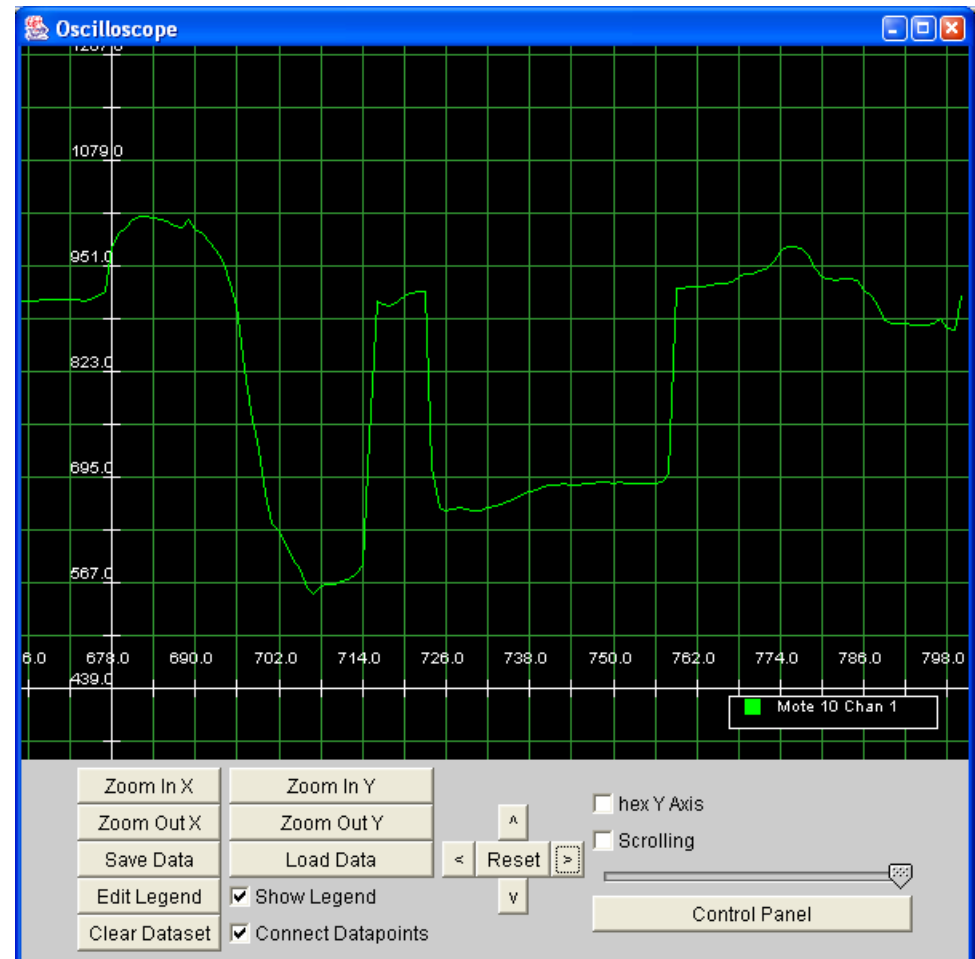 Oscilloscope
1207.0
1079.0
951.0
823.0
695.0
567.0
6.0 678.0 690.0 702.0 714.0 726.0 738.0 750.0 762.0 774.0 786.0 798.0
439.0
Mote 10 Chan 1
Zoom In X Zoom In Y
hex Y Axis
Zoom Out X Zoom Out Y ^
Scrolling
Save Data Load Data < Reset >
Edit Legend Show Legend v
Control Panel
Clear Dataset Connect Datapoints